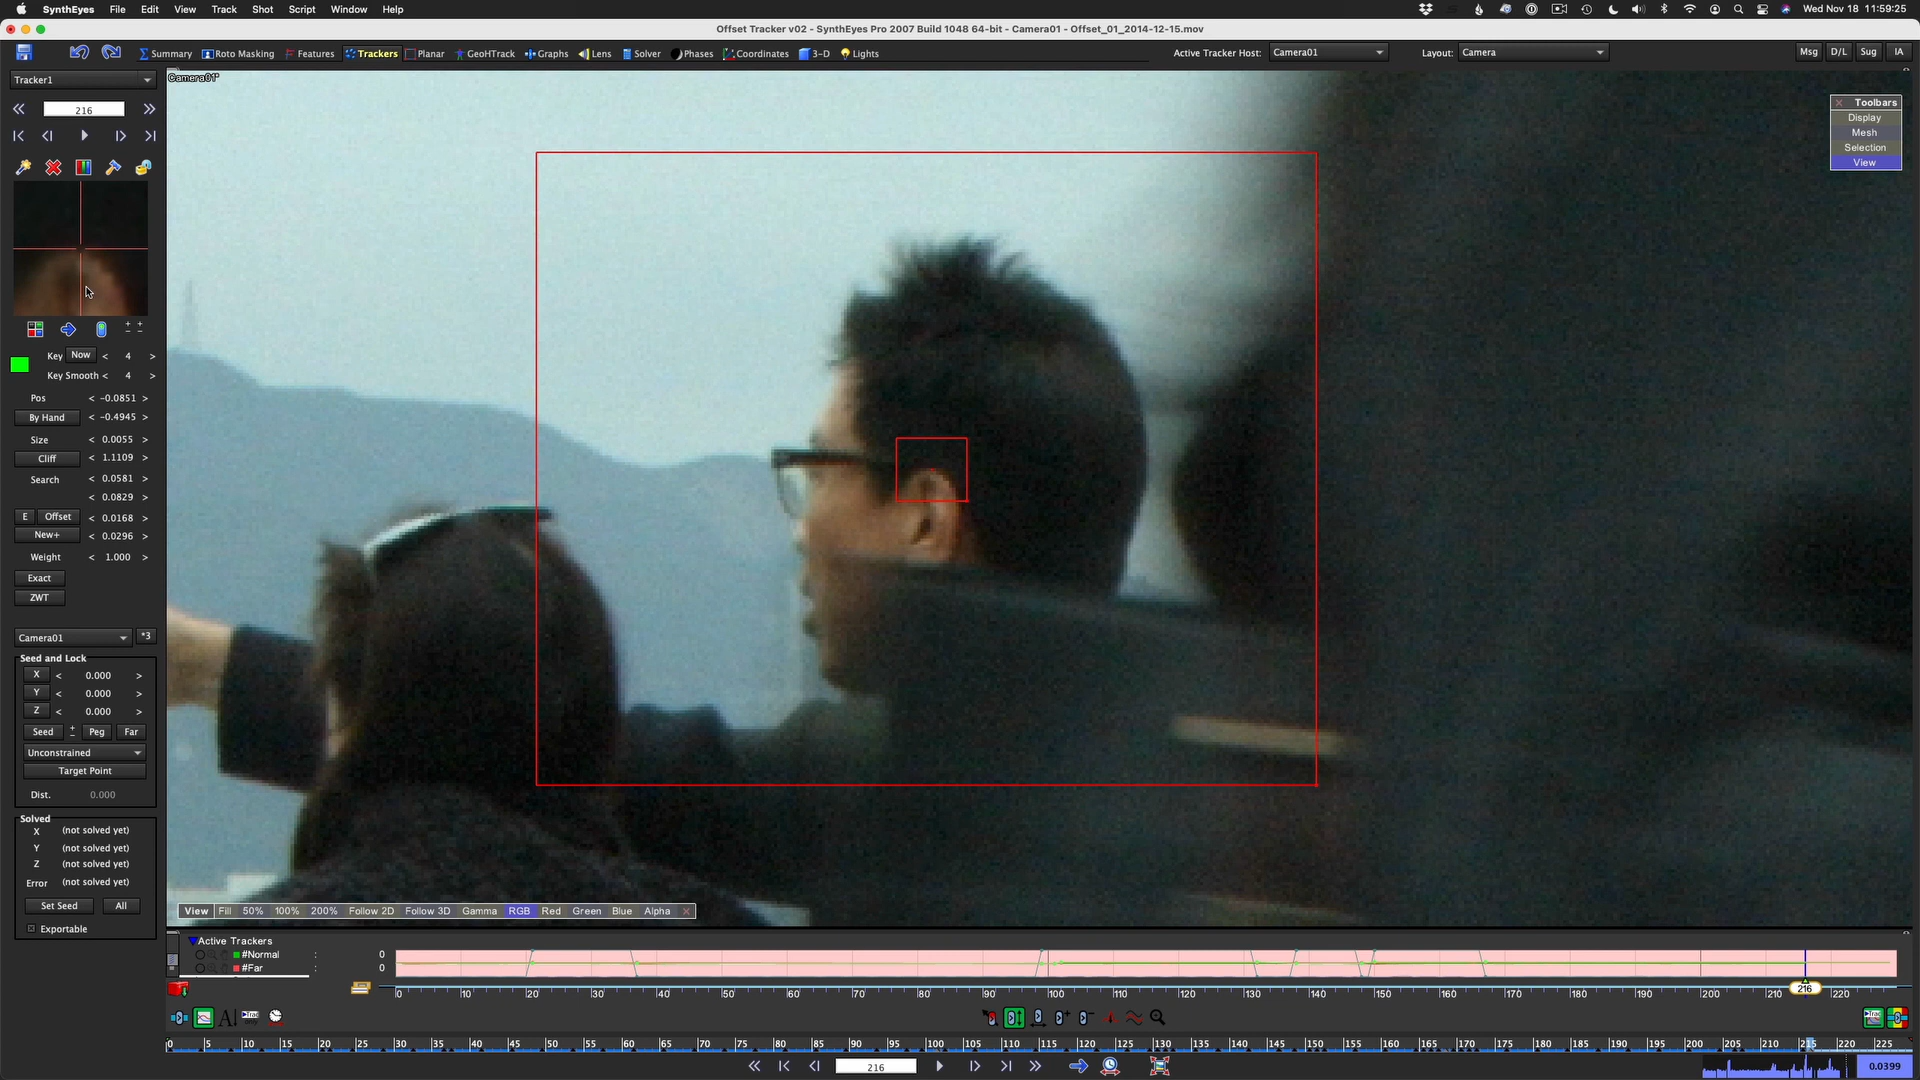 SynthEyes File Edit View Track Shot Script Window Help Wed Nov 18 11:59:25
Offset Tracker v02 - SynthEyes Pro 2007 Build 1048 64-bit - Camera01 - Offset_01_2014-12-15.mov
Summary Roto Masking Features Trackers Planar GeoHTrack Graphs Lens Solver Phases Coordinates 3-D Lights Active Tracker Host: Camera01 Layout: Camera Msg D/L Sug IA
Tracker1
Camera01*
216
Toolbars
Display
Mesh
Selection
View
Key Now < 4 >
Key Smooth < 4 >
Pos < -0.0851 >
By Hand < -0.4945 >
Size < 0.0055 >
Cliff < 1.1109 >
Search < 0.0581 >
< 0.0829 >
E Offset < 0.0168 >
New+ < 0.0296 >
Weight < 1.000 >
Exact
ZWT
Camera01 *3
Seed and Lock
X < 0.000 >
Y < 0.000 >
Z < 0.000 >
Seed Peg Far
Unconstrained
Target Point
Dist. 0.000
Solved
X (not solved yet)
Y (not solved yet)
Z (not solved yet)
Error (not solved yet)
Set Seed All
Exportable
View Fill 50% 100% 200% Follow 2D Follow 3D Gamma RGB Red Green Blue Alpha
Active Trackers
#Normal : 0
#Far : 0
0 10 20 30 40 50 60 70 80 90 100 110 120 130 140 150 160 170 180 190 200 210 216 220
0 5 10 15 20 25 30 35 40 45 50 55 60 65 70 75 80 85 90 95 100 105 110 115 120 125 130 135 140 145 150 155 160 165 170 175 180 185 190 195 200 205 210 215 220 225
216 0.0399